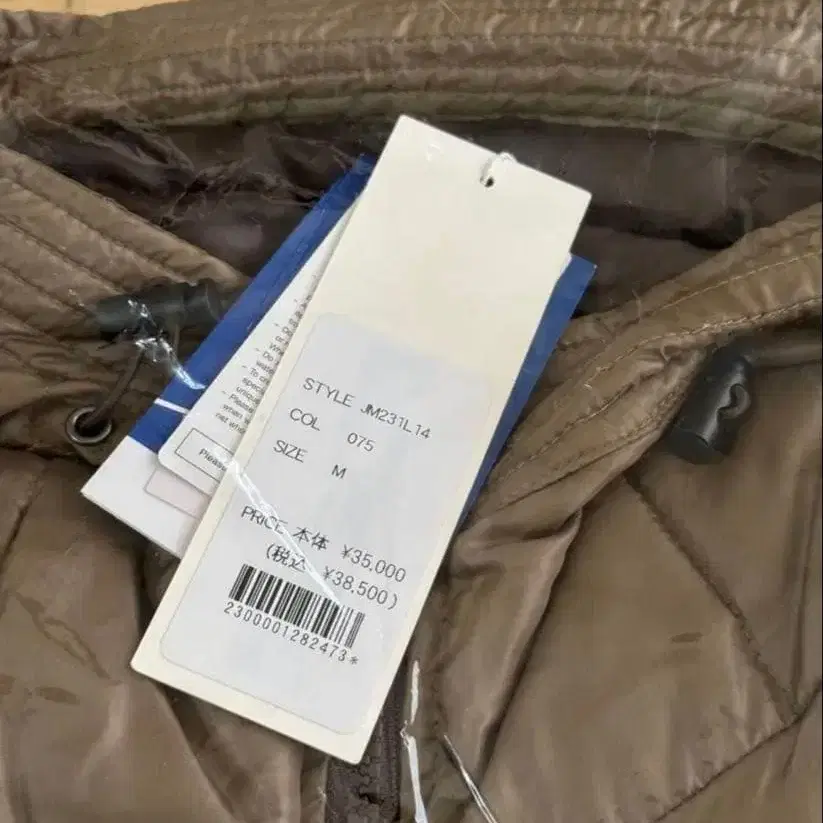 STYLE JM231L14
COL 075
SIZE M
PRICE 本体 ¥35,000
(税込 ¥38,500)
2300001282473*